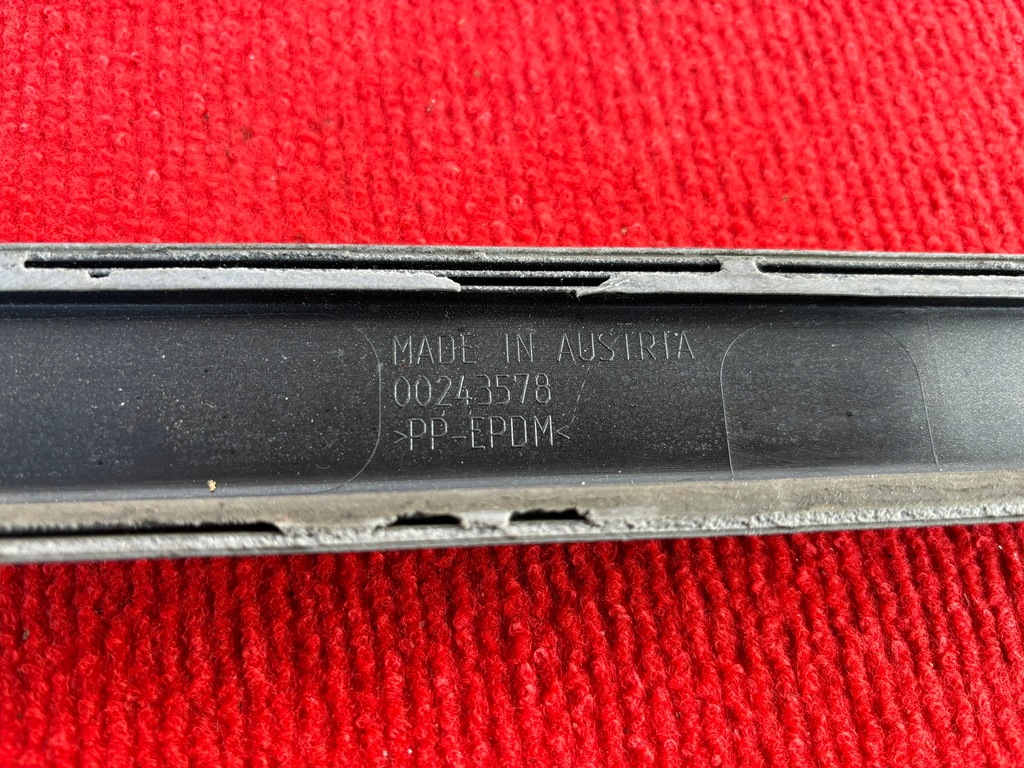 MADE IN AUSTRIA
00243578
>PP-EPDM<